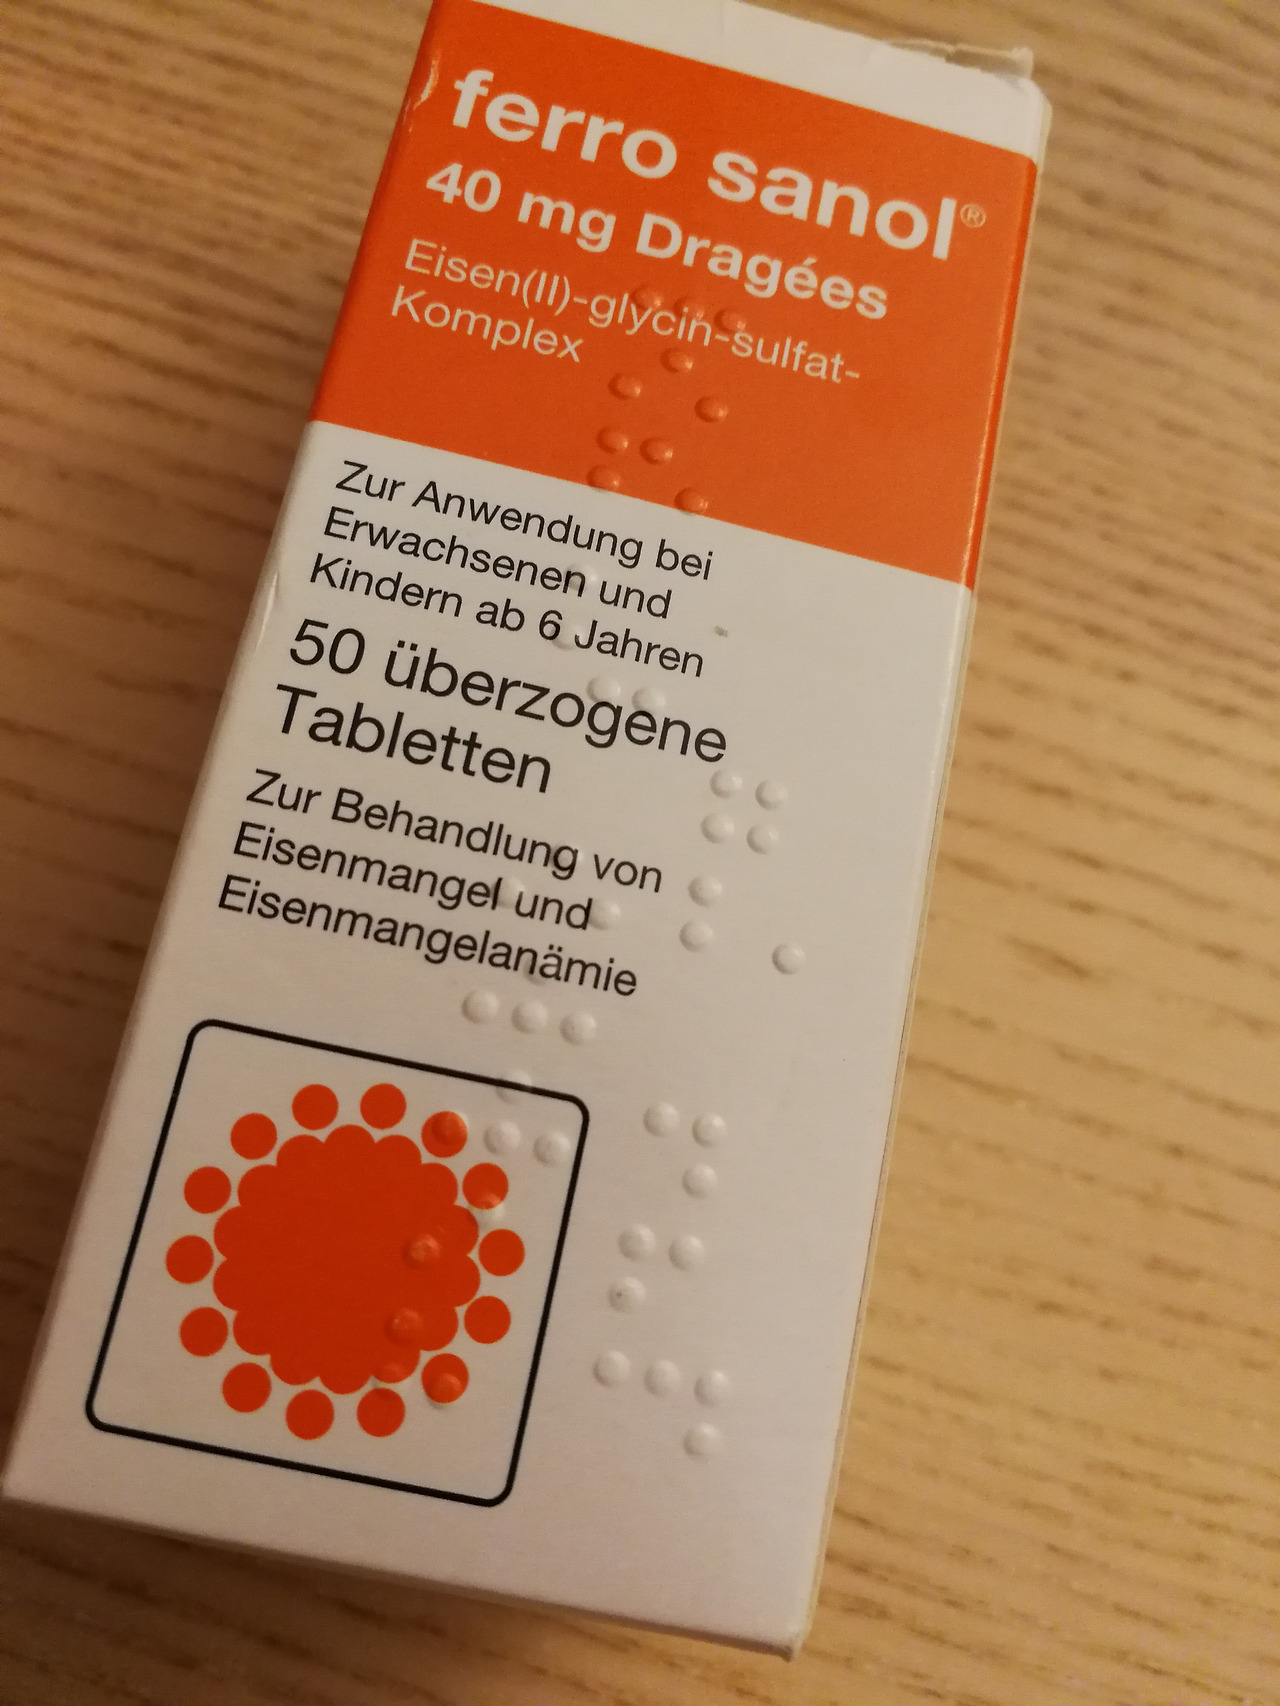 ferro sanol®
40 mg Dragées
Eisen(II)-glycin-sulfat-
Komplex
Zur Anwendung bei
Erwachsenen und
Kindern ab 6 Jahren
50 überzogene
Tabletten
Zur Behandlung von
Eisenmangel und
Eisenmangelanämie